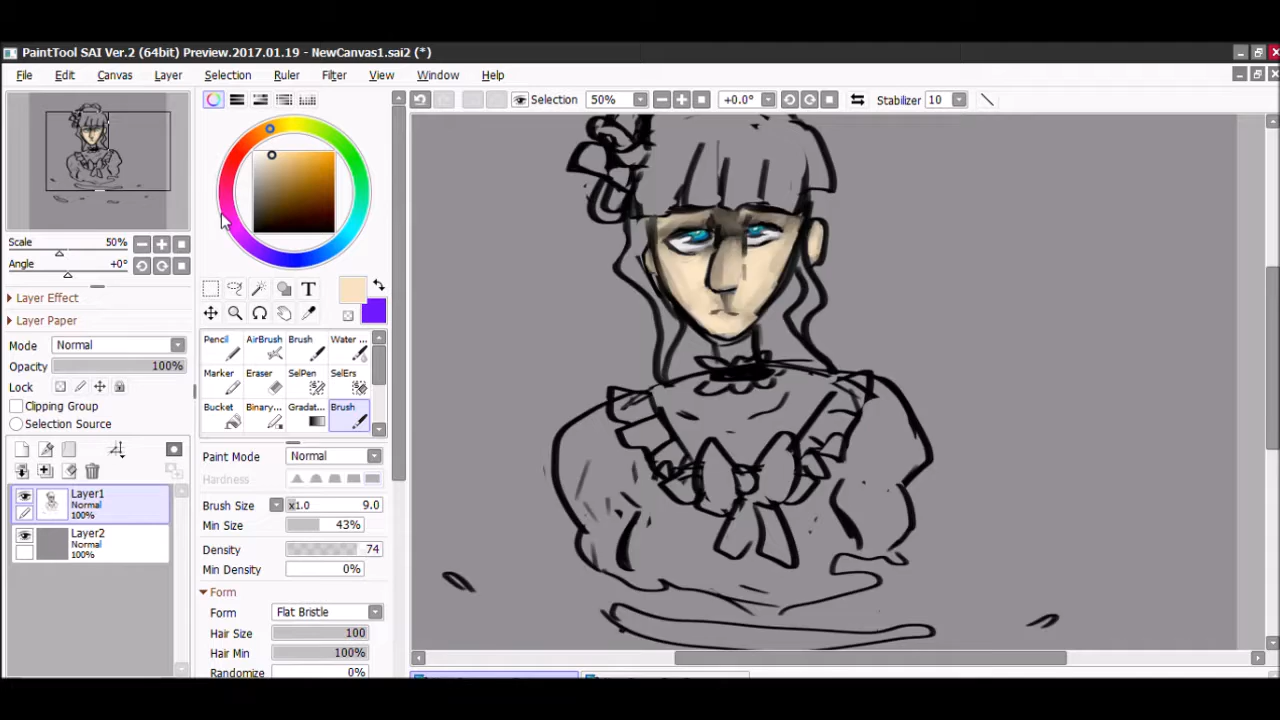 PaintTool SAI Ver.2 (64bit) Preview.2017.01.19 - NewCanvas1.sai2 (*)
File Edit Canvas Layer Selection Ruler Filter View Window Help
Selection 50% +0.0° Stabilizer 10
Scale 50%
Angle +0°
Layer Effect
Layer Paper
Mode Normal
Opacity 100%
Lock
Clipping Group
Selection Source
Layer1
Normal
100%
Layer2
Normal
100%
T
Pencil AirBrush Brush Water ...
Marker Eraser SelPen SelErs
Bucket Binary... Gradat... Brush
Paint Mode Normal
Hardness
Brush Size x1.0 9.0
Min Size 43%
Density 74
Min Density 0%
Form
Form Flat Bristle
Hair Size 100
Hair Min 100%
Randomize 0%